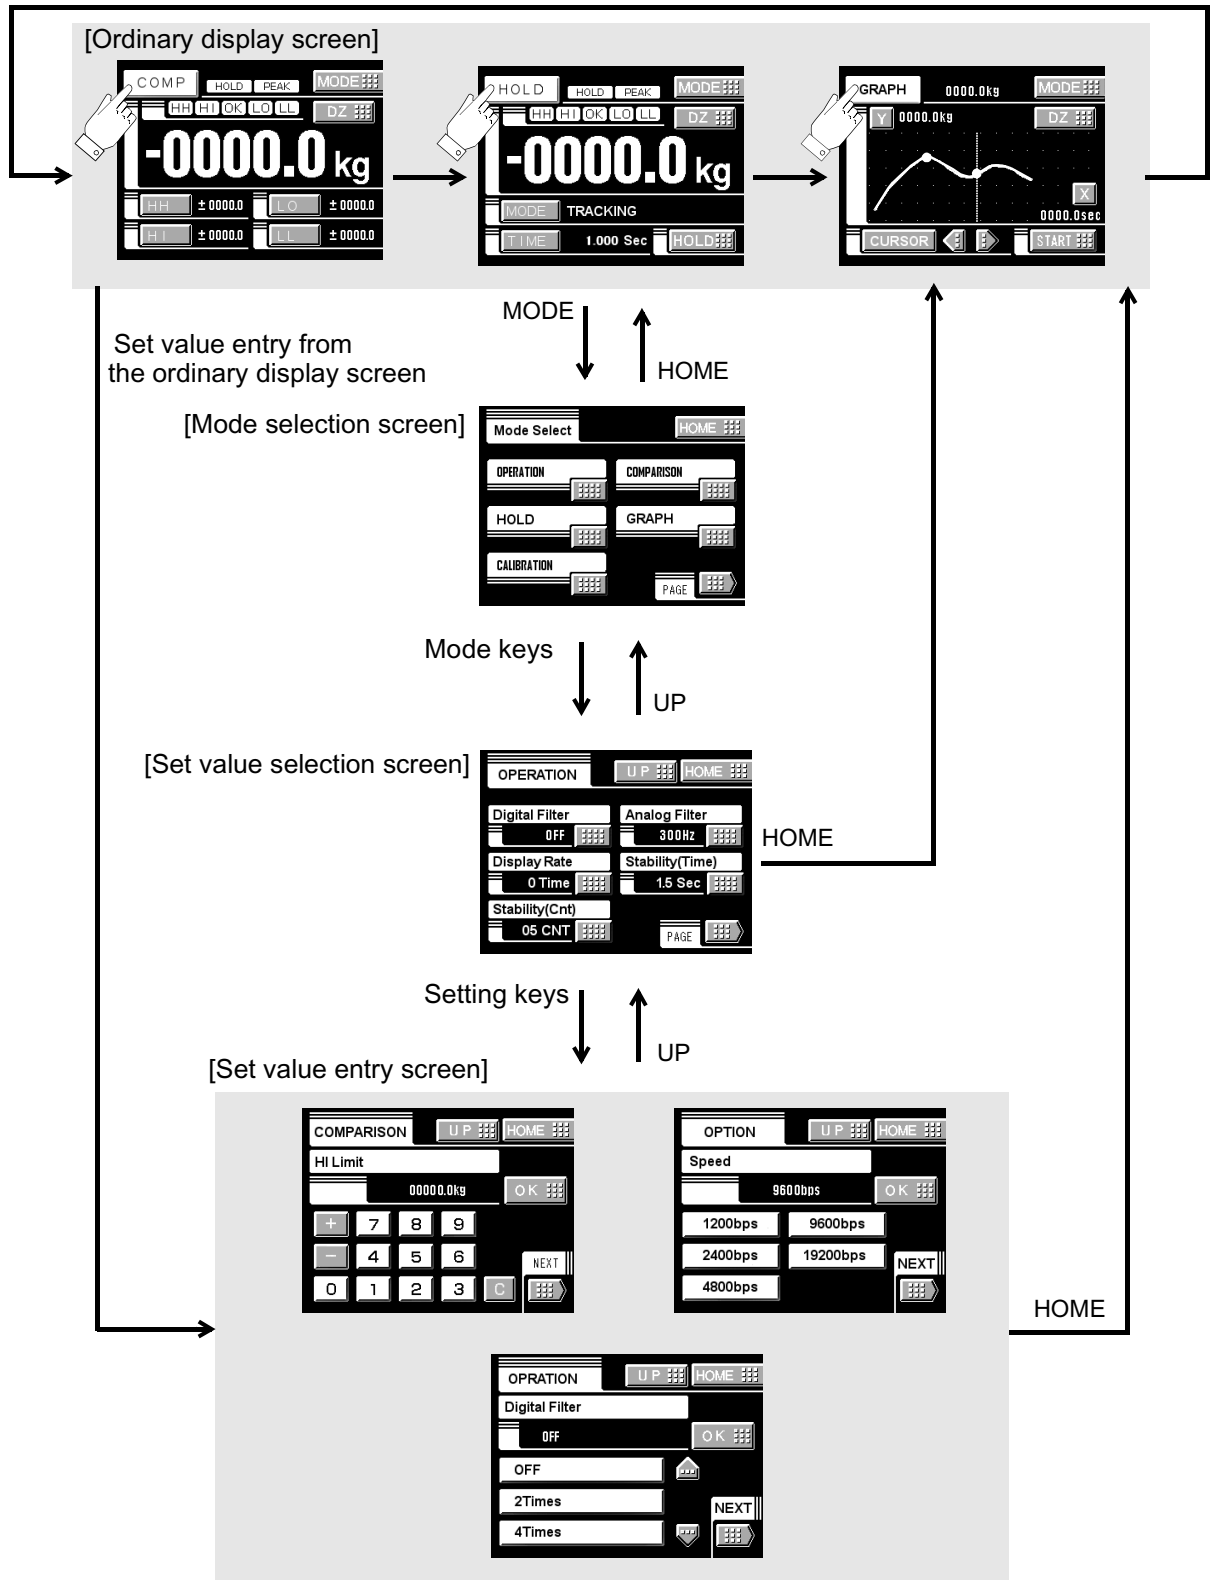 [Ordinary display screen]
COMP HOLD PEAK MODE
HH HI OK LO LL DZ
-0000.0 kg
HH ± 0000.0 LO ± 0000.0
HI ± 0000.0 LL ± 0000.0
HOLD HOLD PEAK MODE
HH HI OK LO LL DZ
-0000.0 kg
MODE TRACKING
TIME 1.000 Sec HOLD
GRAPH 0000.0kg MODE
Y 0000.0kg DZ
X
0000.0sec
CURSOR START
MODE
HOME
Set value entry from
the ordinary display screen
[Mode selection screen]
Mode Select HOME
OPERATION COMPARISON
HOLD GRAPH
CALIBRATION
PAGE
Mode keys
UP
[Set value selection screen]
OPERATION UP HOME
Digital Filter Analog Filter
OFF 300Hz
Display Rate Stability(Time)
0 Time 1.5 Sec
Stability(Cnt)
05 CNT
PAGE
HOME
Setting keys
UP
[Set value entry screen]
COMPARISON UP HOME
HI Limit
00000.0kg OK
+ 7 8 9
- 4 5 6 NEXT
0 1 2 3 C
OPTION UP HOME
Speed
9600bps OK
1200bps 9600bps
2400bps 19200bps NEXT
4800bps
HOME
OPRATION UP HOME
Digital Filter
OFF OK
OFF
2Times NEXT
4Times